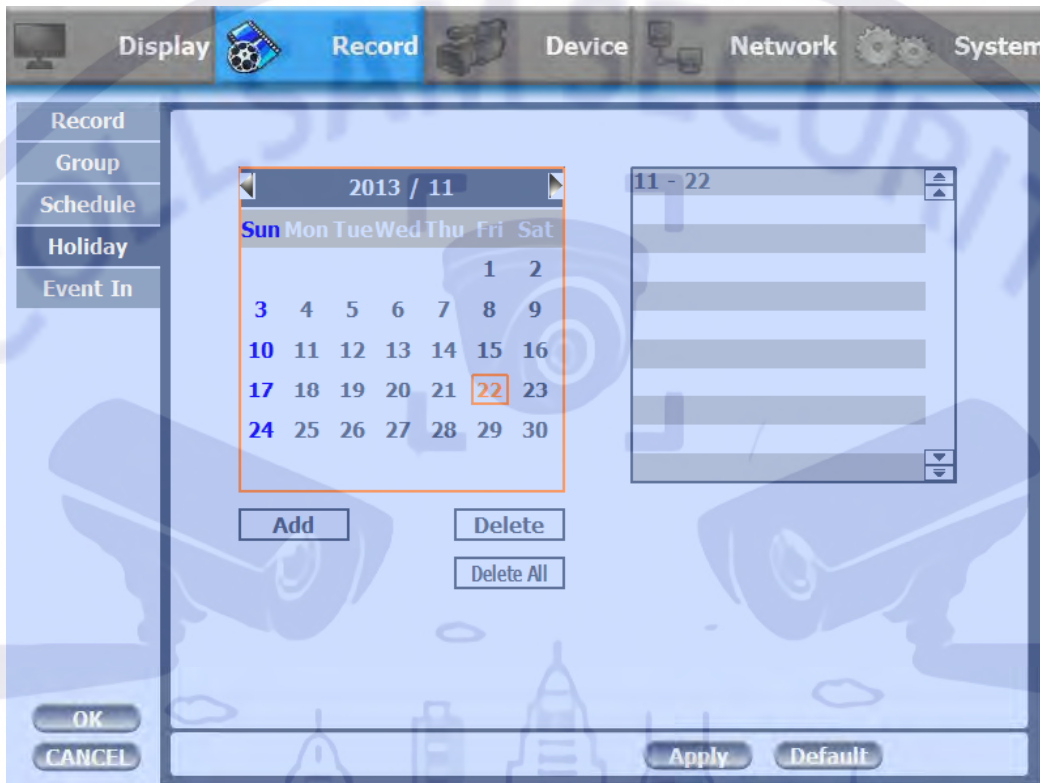 Display Record Device Network System
Record
Group
Schedule
Holiday
Event In
2013 / 11
Sun Mon Tue Wed Thu Fri Sat
1 2
3 4 5 6 7 8 9
10 11 12 13 14 15 16
17 18 19 20 21 22 23
24 25 26 27 28 29 30
Add Delete
Delete All
11 - 22
OK
CANCEL
Apply Default